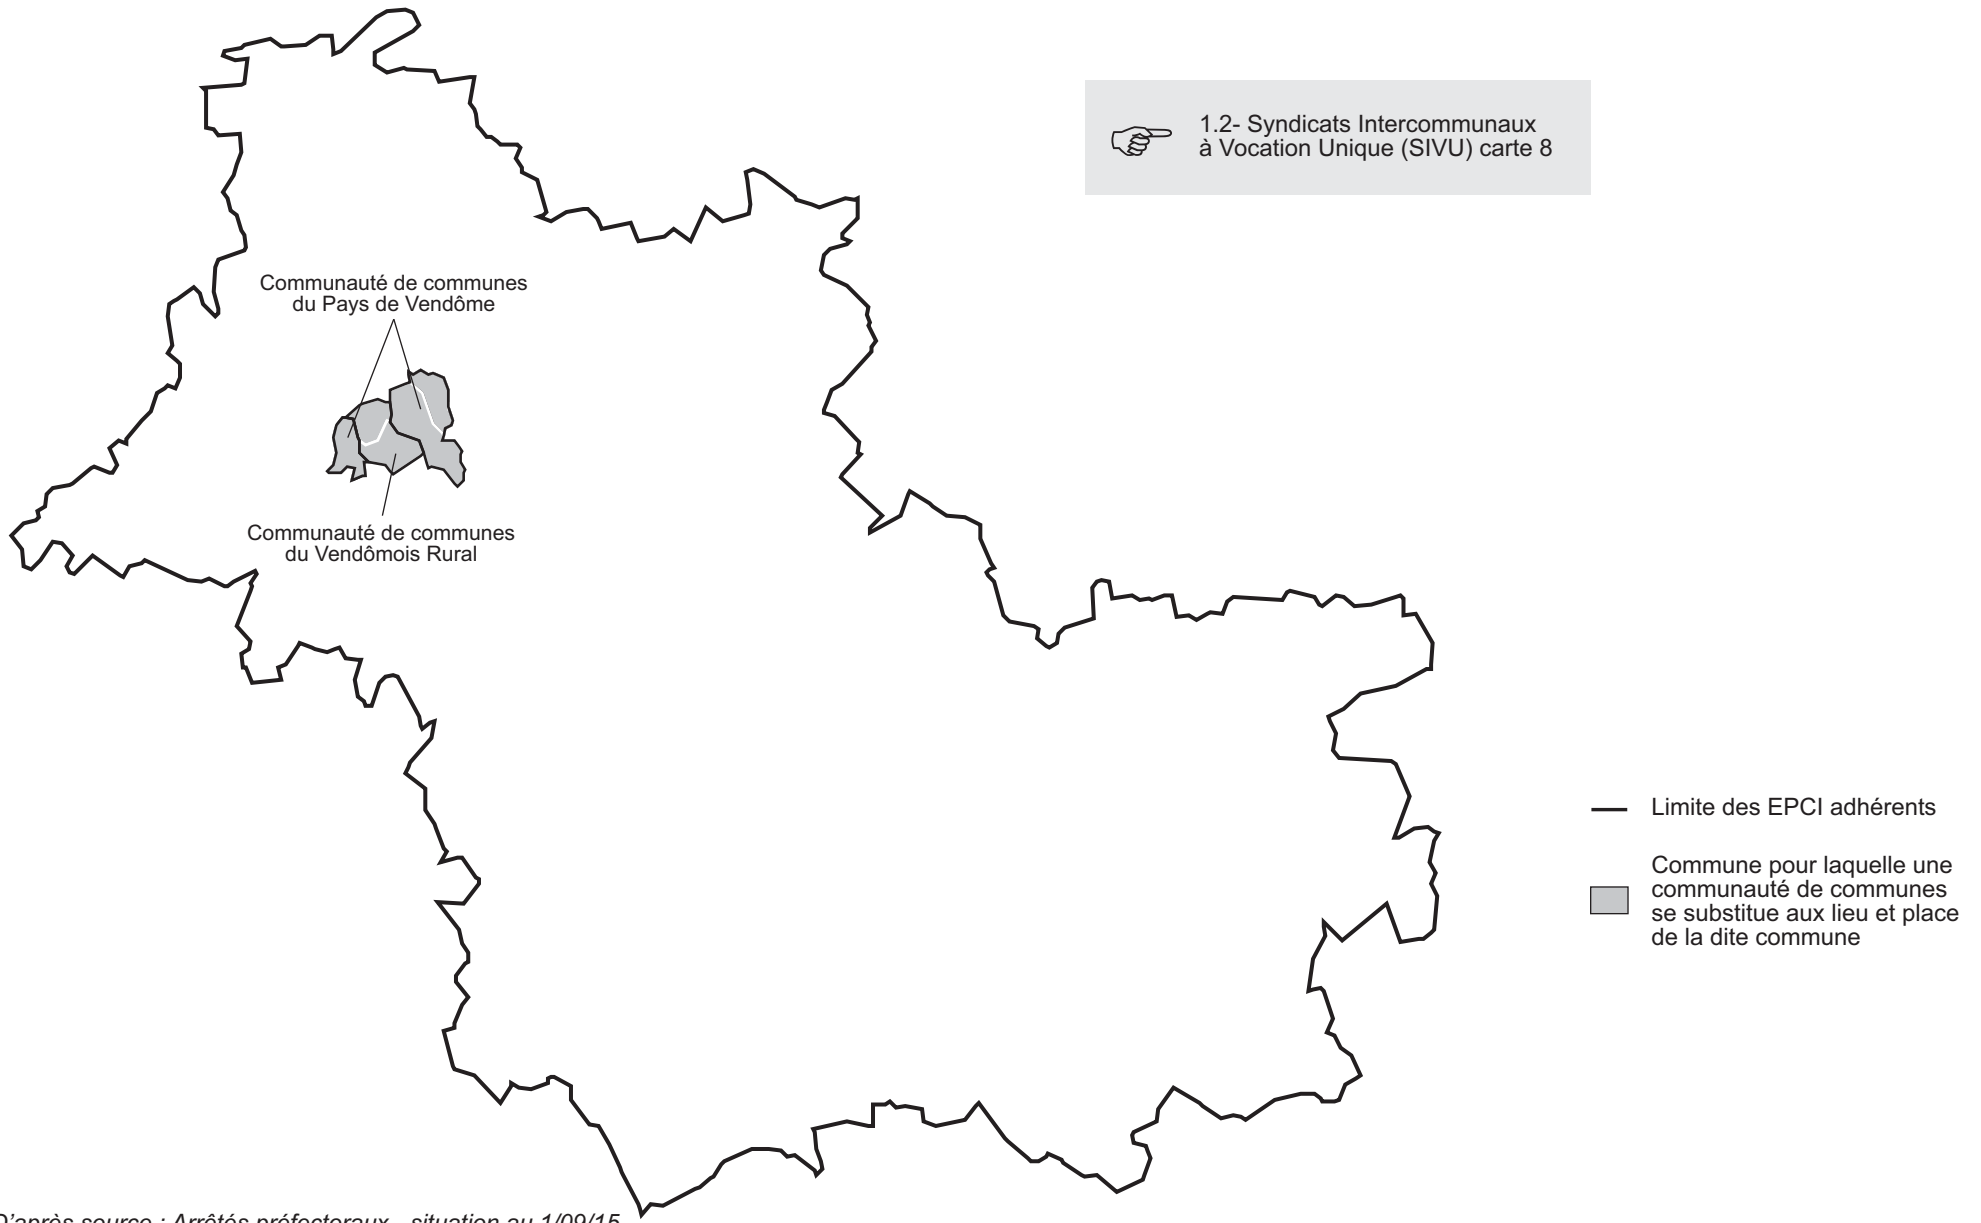 1.2- Syndicats Intercommunaux
à Vocation Unique (SIVU) carte 8
Communauté de communes
du Pays de Vendôme
Communauté de communes
du Vendômois Rural
Limite des EPCI adhérents
Commune pour laquelle une
communauté de communes
se substitue aux lieu et place
de la dite commune
D'après source : Arrêtés préfectoraux - situation au 1/09/15